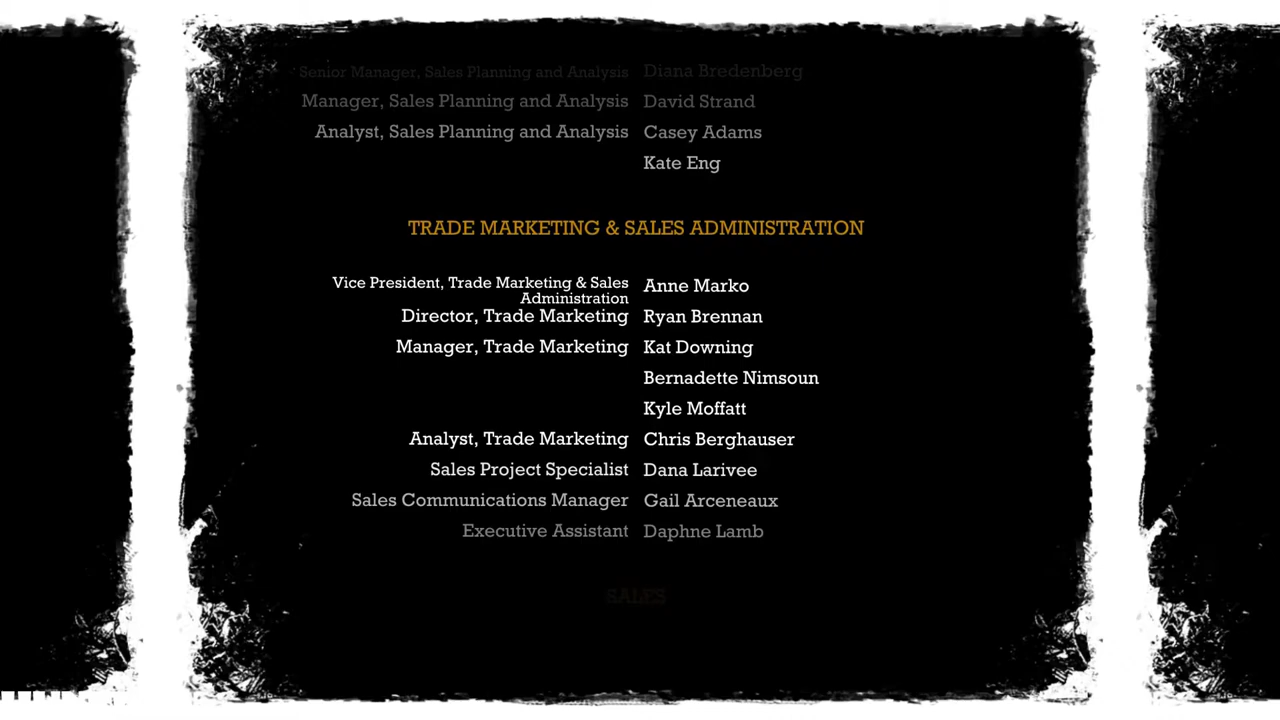 Senior Manager, Sales Planning and Analysis Diana Bredenberg
Manager, Sales Planning and Analysis David Strand
Analyst, Sales Planning and Analysis Casey Adams
Kate Eng
TRADE MARKETING & SALES ADMINISTRATION
Vice President, Trade Marketing & Sales
Administration Anne Marko
Director, Trade Marketing Ryan Brennan
Manager, Trade Marketing Kat Downing
Bernadette Nimsoun
Kyle Moffatt
Analyst, Trade Marketing Chris Berghauser
Sales Project Specialist Dana Larivee
Sales Communications Manager Gail Arceneaux
Executive Assistant Daphne Lamb
SALES